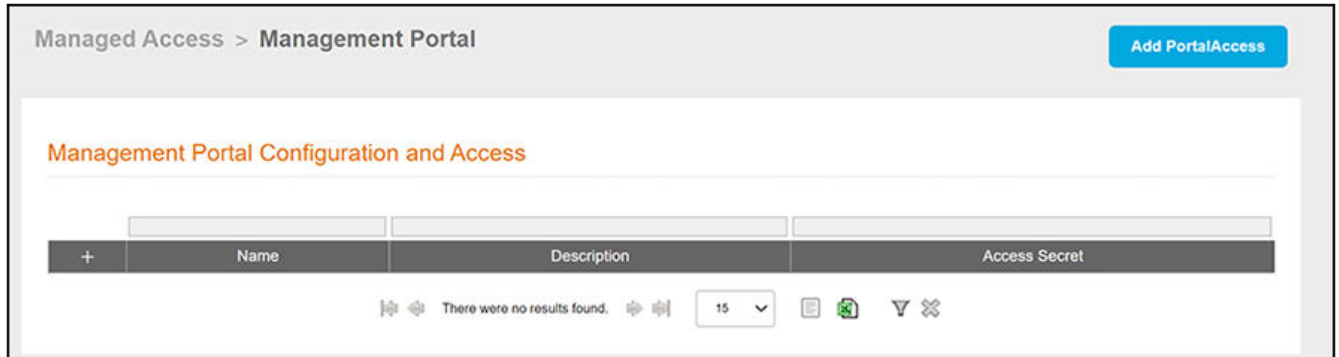 Managed Access > Management Portal
Add PortalAccess
Management Portal Configuration and Access
+ Name Description Access Secret
There were no results found. 15